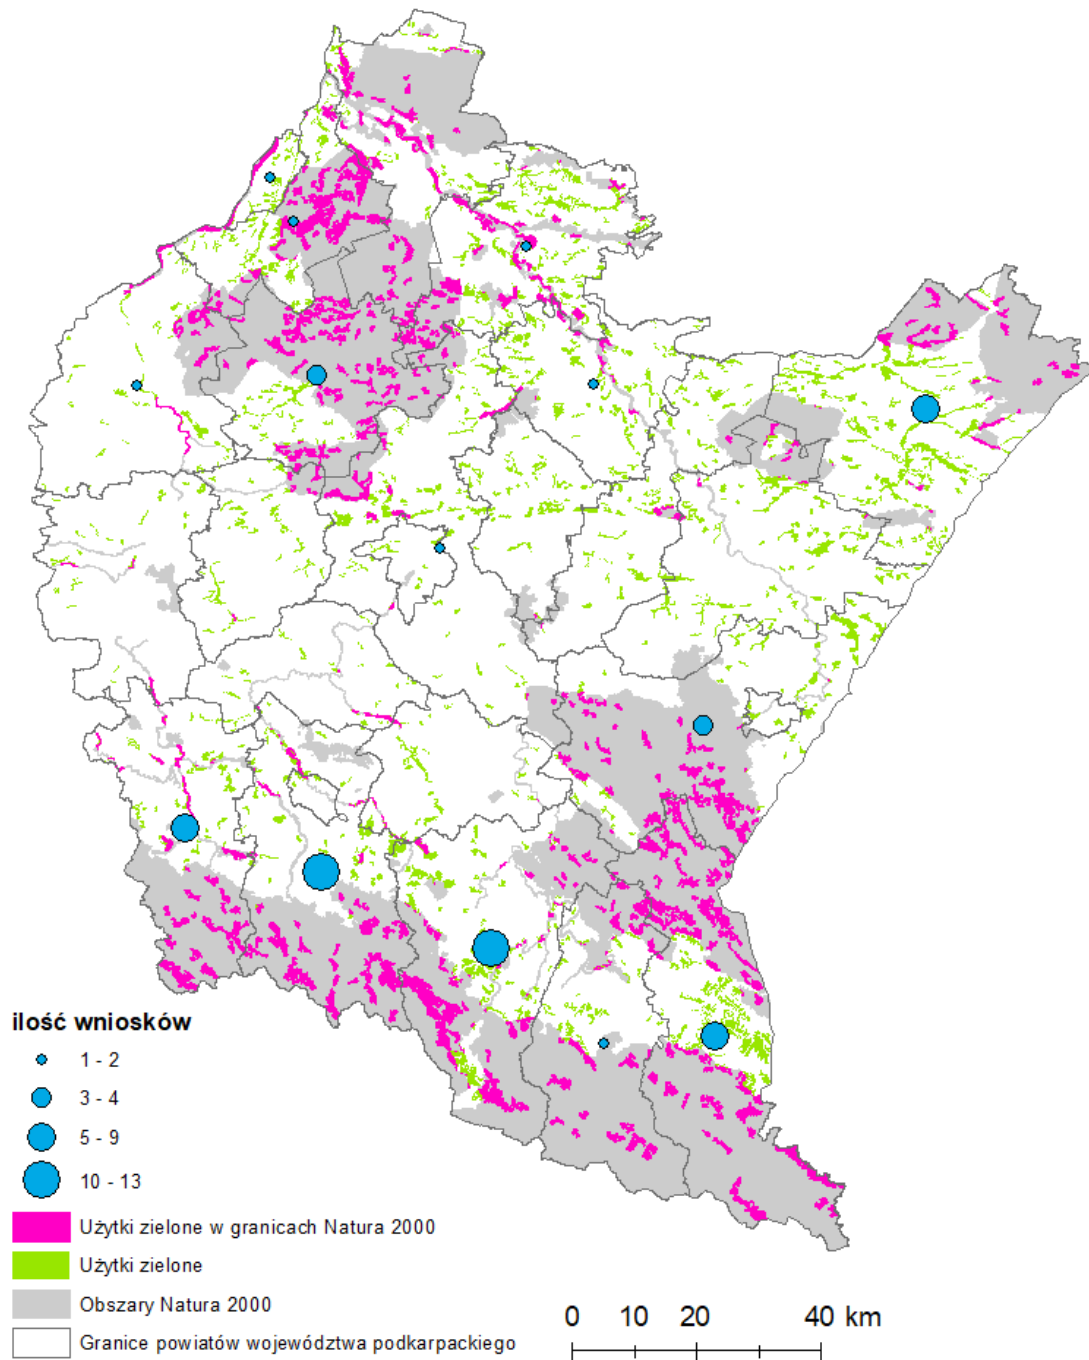 ilość wniosków
1 - 2
3 - 4
5 - 9
10 - 13
Użytki zielone w granicach Natura 2000
Użytki zielone
Obszary Natura 2000
Granice powiatów województwa podkarpackiego
0 10 20 40 km